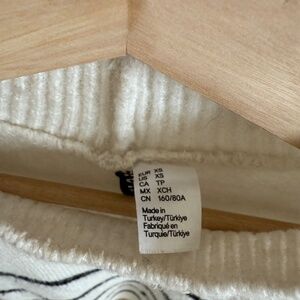 EUR XS
US XS
CA TP
MX XCH
CN 160/80A
Made in
Turkey/Türkiye
Fabriqué en
Turquie/Türkiye